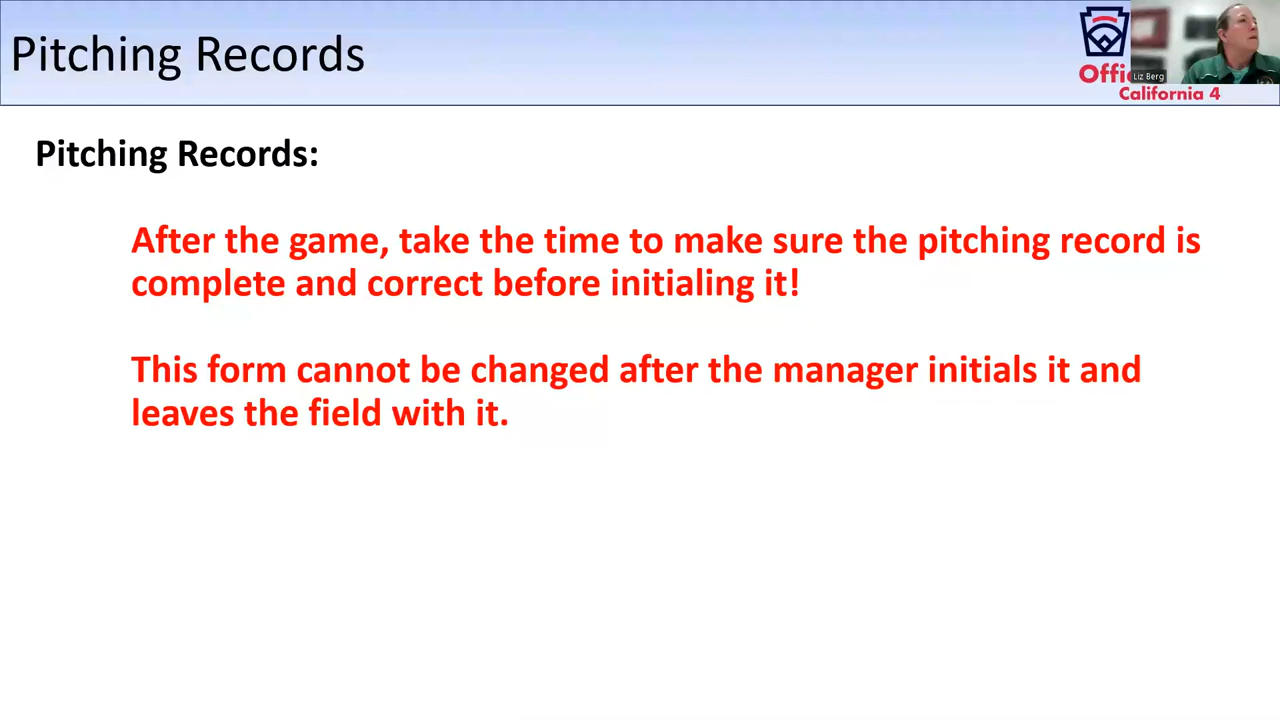 Pitching Records
Offi
Liz Berg
California 4
Pitching Records:
After the game, take the time to make sure the pitching record is
complete and correct before initialing it!
This form cannot be changed after the manager initials it and
leaves the field with it.